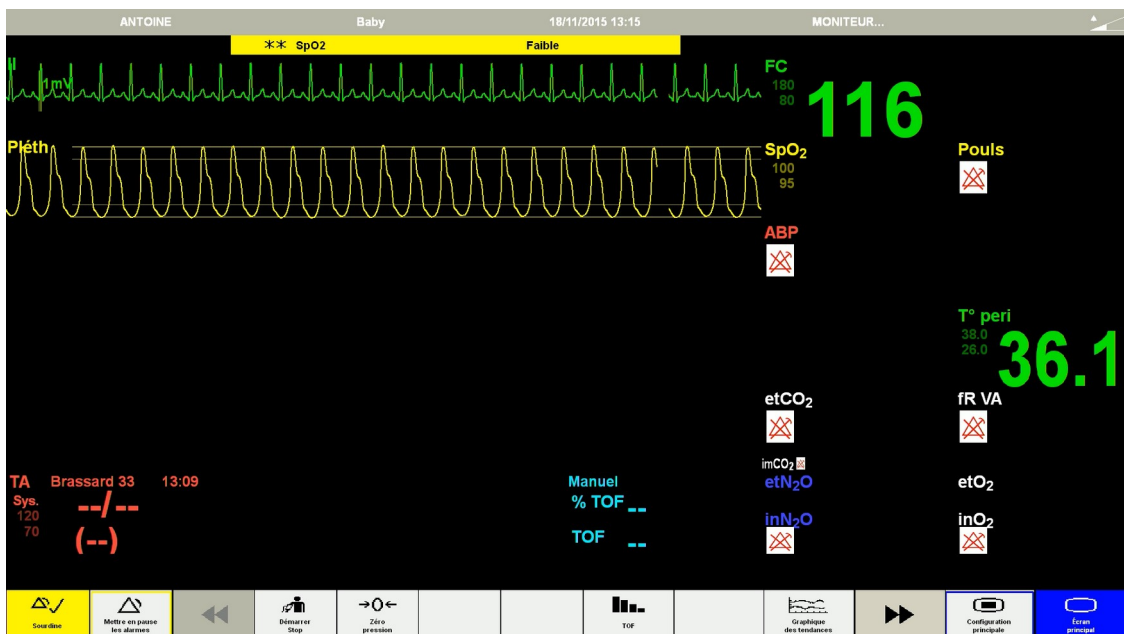 ANTOINE Baby 18/11/2015 13:15 MONITEUR...
** SpO2 Faible
II
1mV
FC
180
80
116
Pléth
SpO₂
100
95
Pouls
ABP
T° peri
38.0
26.0
36.1
etCO₂
fR VA
imCO₂
TA Brassard 33 13:09
Sys.
120
70
--/--
(--)
Manuel
% TOF --
TOF --
etN₂O
etO₂
inN₂O
inO₂
Sourdine
Mettre en pause
les alarmes
Démarrer
Stop
→0←
Zéro
pression
TOF
Graphique
des tendances
Configuration
principale
Écran
principal